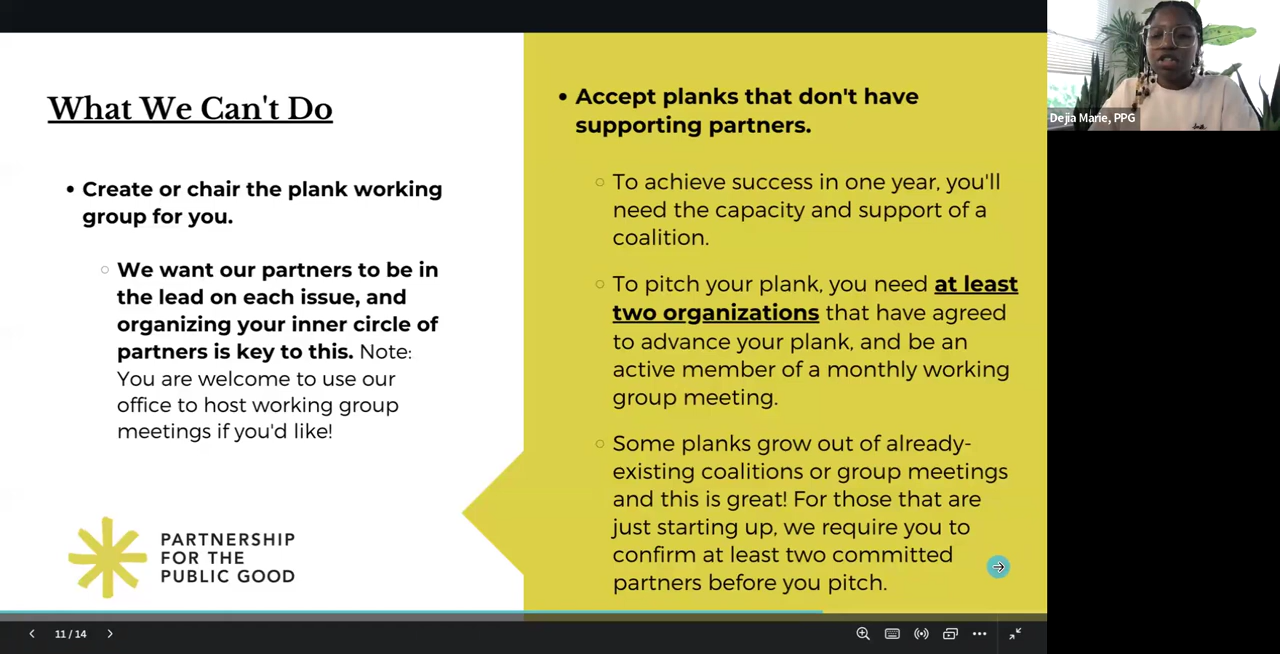 What We Can't Do
• Create or chair the plank working
group for you.
○ We want our partners to be in
the lead on each issue, and
organizing your inner circle of
partners is key to this. Note:
You are welcome to use our
office to host working group
meetings if you'd like!
PARTNERSHIP
FOR THE
PUBLIC GOOD
• Accept planks that don't have
supporting partners.
○ To achieve success in one year, you'll
need the capacity and support of a
coalition.
○ To pitch your plank, you need at least
two organizations that have agreed
to advance your plank, and be an
active member of a monthly working
group meeting.
○ Some planks grow out of already-
existing coalitions or group meetings
and this is great! For those that are
just starting up, we require you to
confirm at least two committed
partners before you pitch.
Dejia Marie, PPG
11 / 14